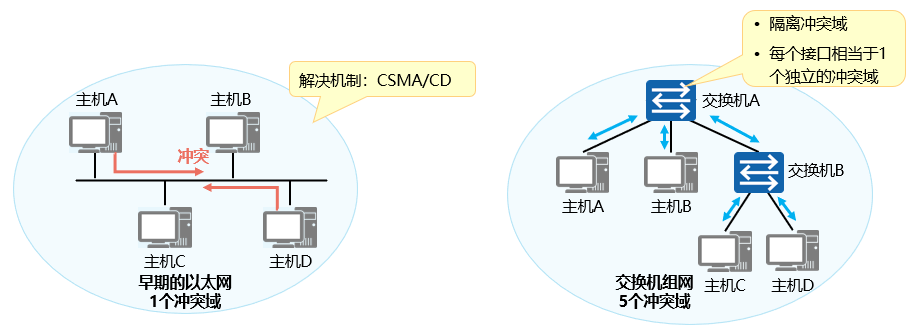 解决机制：CSMA/CD
主机A
主机B
冲突
主机C
主机D
早期的以太网
1个冲突域
• 隔离冲突域
• 每个接口相当于1
个独立的冲突域
交换机A
主机A
主机B
交换机B
主机C
主机D
交换机组网
5个冲突域